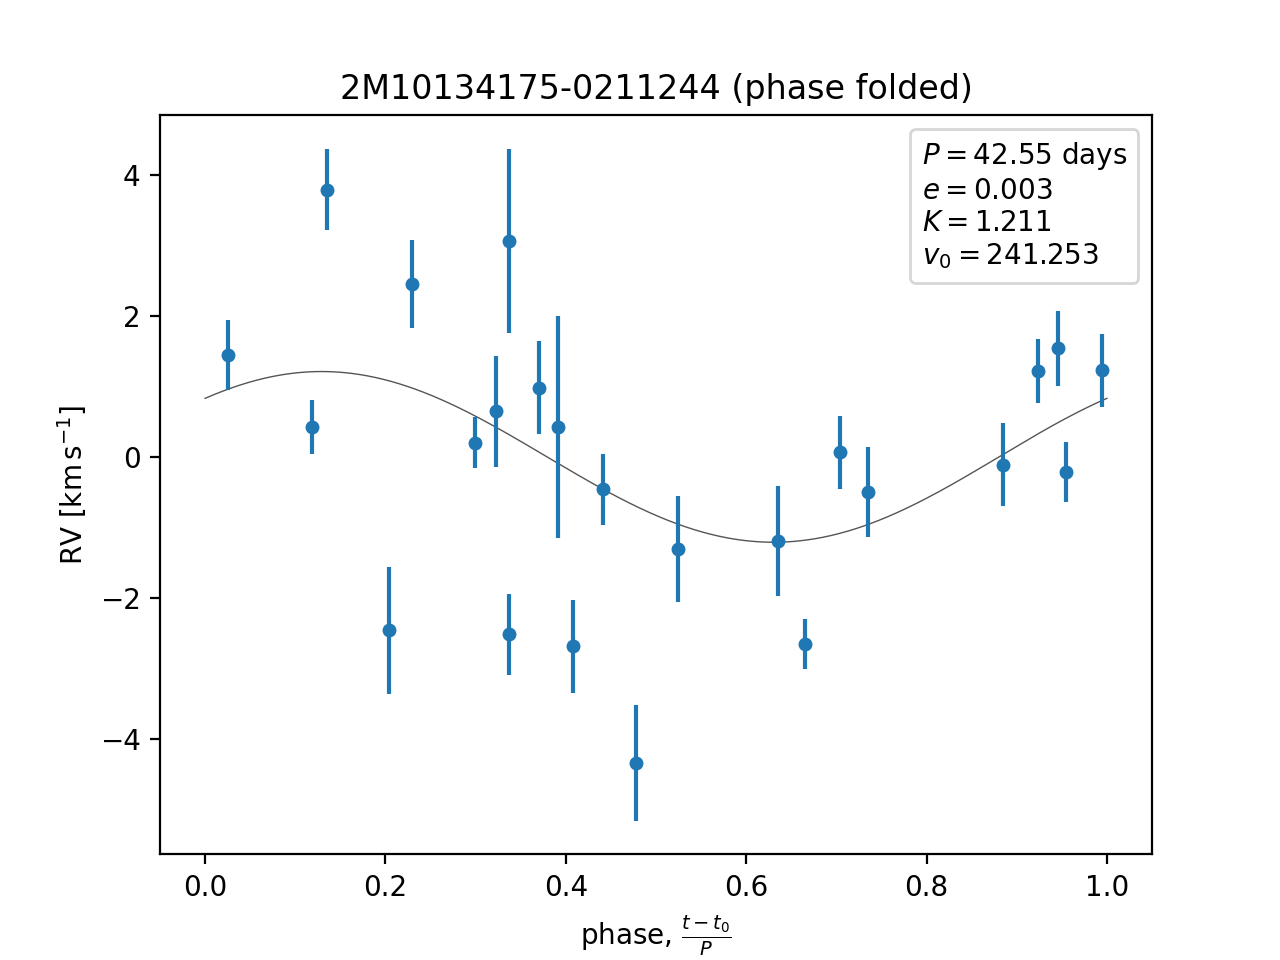 2M10134175-0211244 (phase folded)
P = 42.55 days
e = 0.003
K = 1.211
v₀ = 241.253
4
2
0
−2
−4
RV [km s⁻¹]
0.0 0.2 0.4 0.6 0.8 1.0
phase, (t − t₀)/P